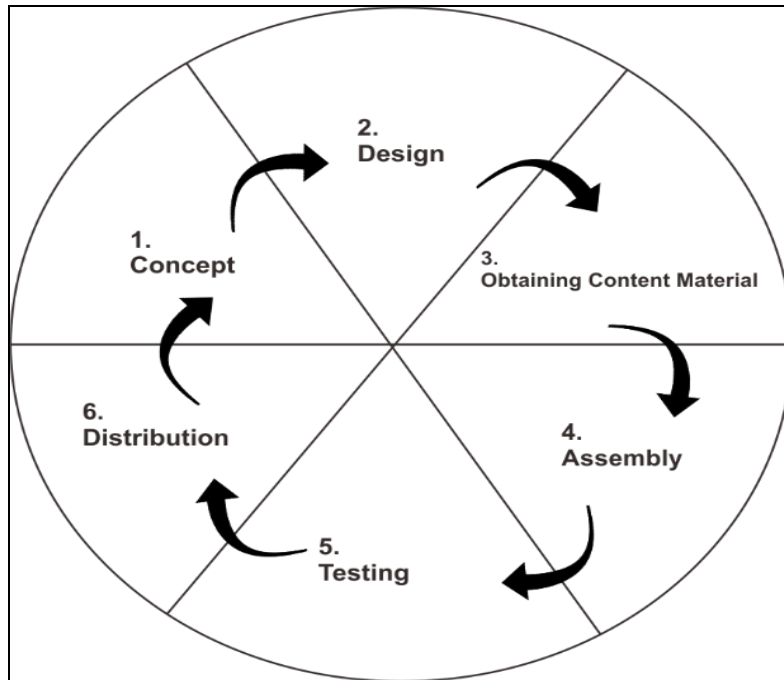 1.
Concept
2.
Design
3.
Obtaining Content Material
4.
Assembly
5.
Testing
6.
Distribution